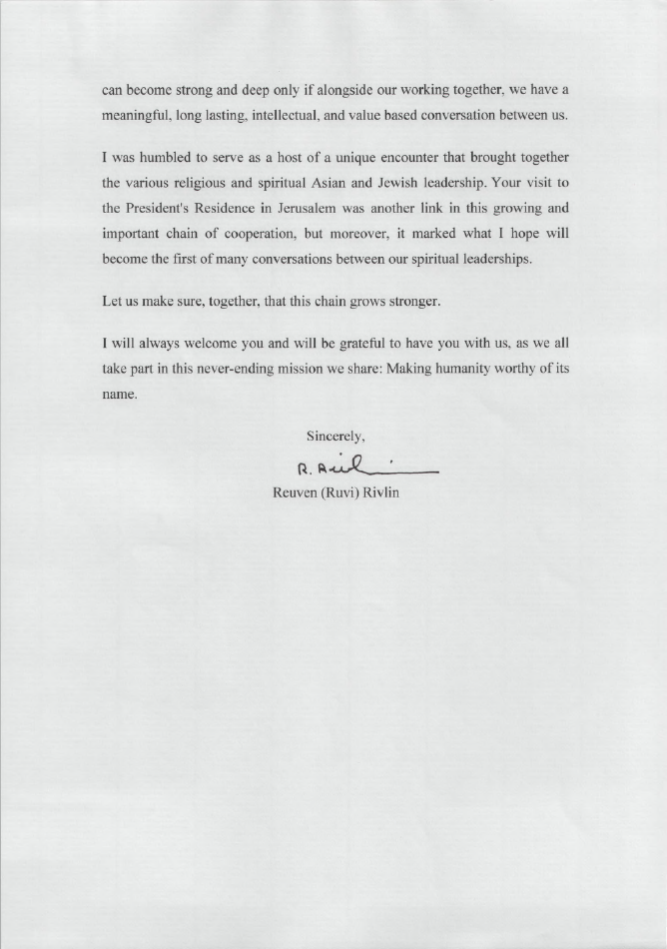 can become strong and deep only if alongside our working together, we have a
meaningful, long lasting, intellectual, and value based conversation between us.
I was humbled to serve as a host of a unique encounter that brought together
the various religious and spiritual Asian and Jewish leadership. Your visit to
the President's Residence in Jerusalem was another link in this growing and
important chain of cooperation, but moreover, it marked what I hope will
become the first of many conversations between our spiritual leaderships.
Let us make sure, together, that this chain grows stronger.
I will always welcome you and will be grateful to have you with us, as we all
take part in this never-ending mission we share: Making humanity worthy of its
name.
Sincerely,
Reuven (Ruvi) Rivlin